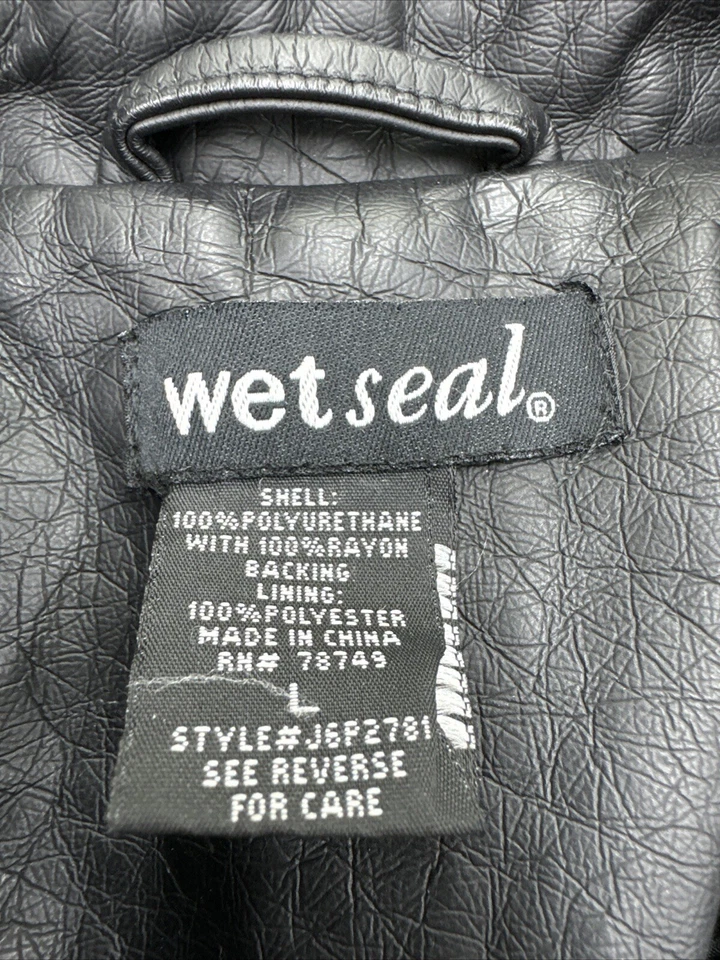 wet seal®
SHELL:
100%POLYURETHANE
WITH 100%RAYON
BACKING
LINING:
100%POLYESTER
MADE IN CHINA
RN# 78749
L
STYLE#J6P2781
SEE REVERSE
FOR CARE